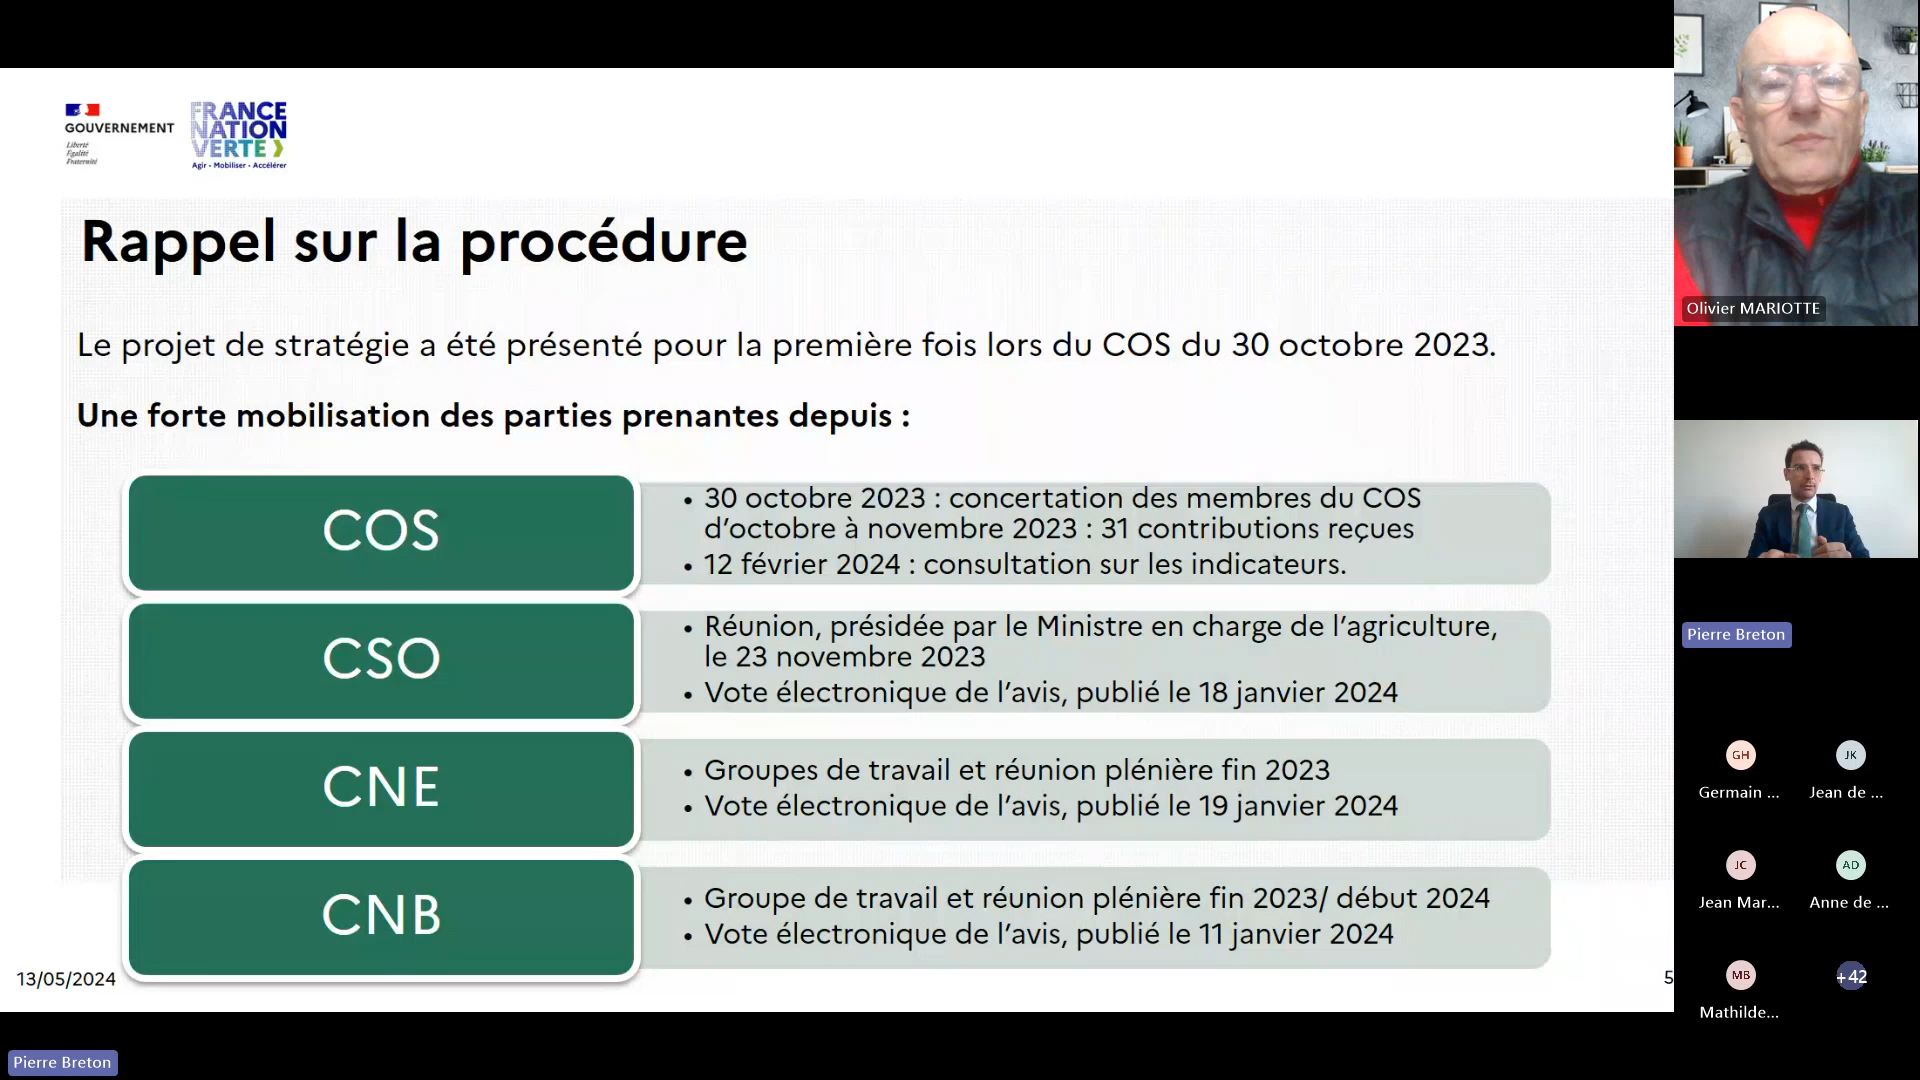 GOUVERNEMENT
Liberté
Égalité
Fraternité
FRANCE
NATION
VERTE
Agir • Mobiliser • Accélérer
Rappel sur la procédure
Le projet de stratégie a été présenté pour la première fois lors du COS du 30 octobre 2023.
Une forte mobilisation des parties prenantes depuis :
COS
• 30 octobre 2023 : concertation des membres du COS
d’octobre à novembre 2023 : 31 contributions reçues
• 12 février 2024 : consultation sur les indicateurs.
CSO
• Réunion, présidée par le Ministre en charge de l’agriculture,
le 23 novembre 2023
• Vote électronique de l’avis, publié le 18 janvier 2024
CNE
• Groupes de travail et réunion plénière fin 2023
• Vote électronique de l’avis, publié le 19 janvier 2024
CNB
• Groupe de travail et réunion plénière fin 2023/ début 2024
• Vote électronique de l’avis, publié le 11 janvier 2024
13/05/2024
5
Pierre Breton
Olivier MARIOTTE
Pierre Breton
GH
Germain ...
JK
Jean de ...
JC
Jean Mar...
AD
Anne de ...
MB
Mathilde...
+42